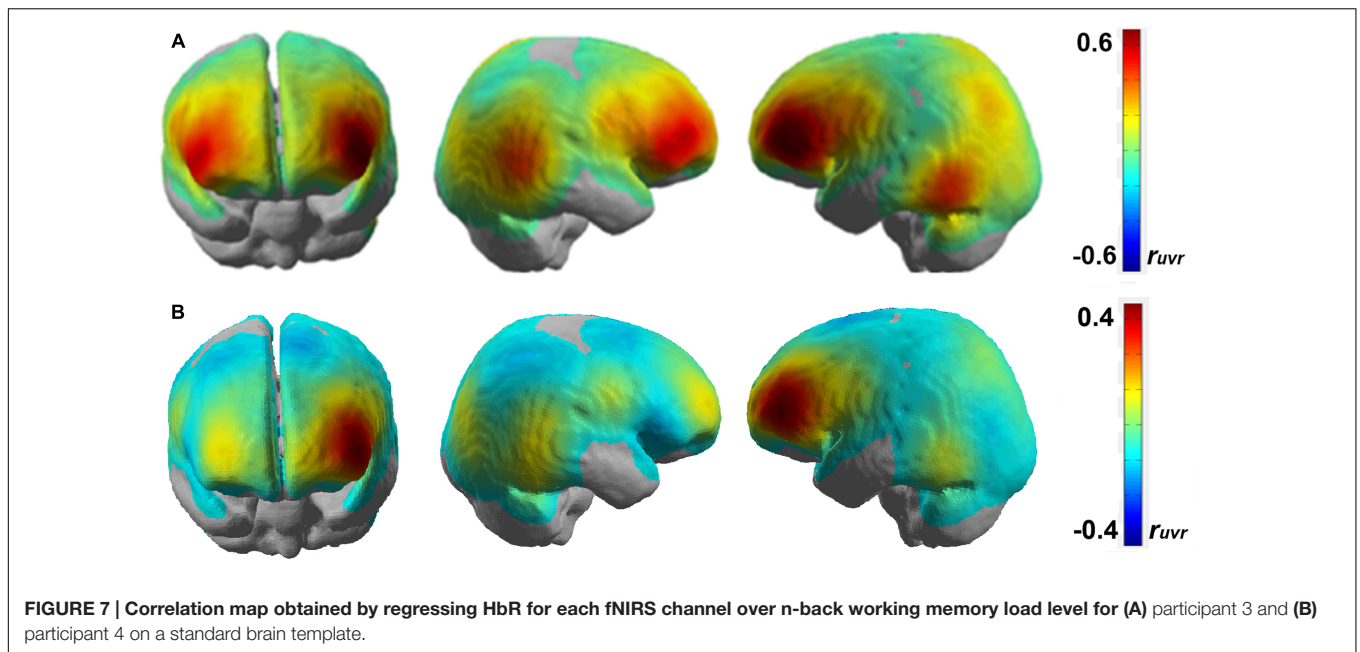 A
0.6
-0.6
ruvr
B
0.4
-0.4
ruvr
FIGURE 7 | Correlation map obtained by regressing HbR for each fNIRS channel over n-back working memory load level for (A) participant 3 and (B)
participant 4 on a standard brain template.